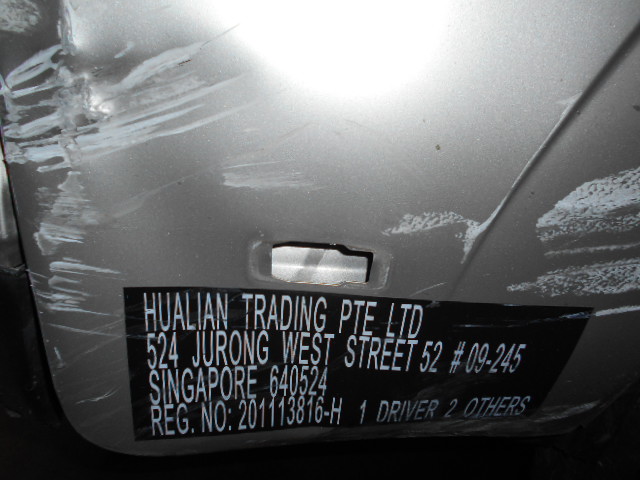 HUALIAN TRADING PTE LTD
524 JURONG WEST STREET 52 # 09-245
SINGAPORE 640524
REG. NO: 201113816-H 1 DRIVER 2 OTHERS